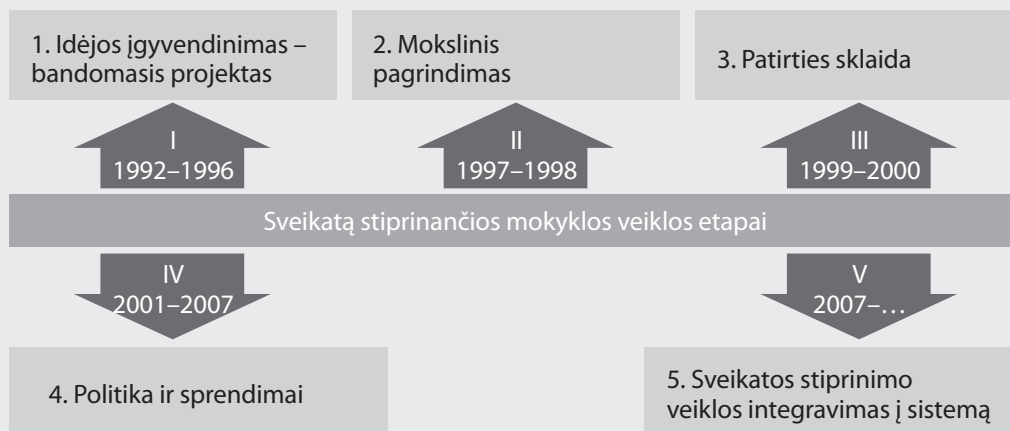 1. Idėjos įgyvendinimas –
bandomasis projektas
2. Mokslinis
pagrindimas
3. Patirties sklaida
I
1992–1996
II
1997–1998
III
1999–2000
Sveikatą stiprinančios mokyklos veiklos etapai
IV
2001–2007
V
2007–…
4. Politika ir sprendimai
5. Sveikatos stiprinimo
veiklos integravimas į sistemą